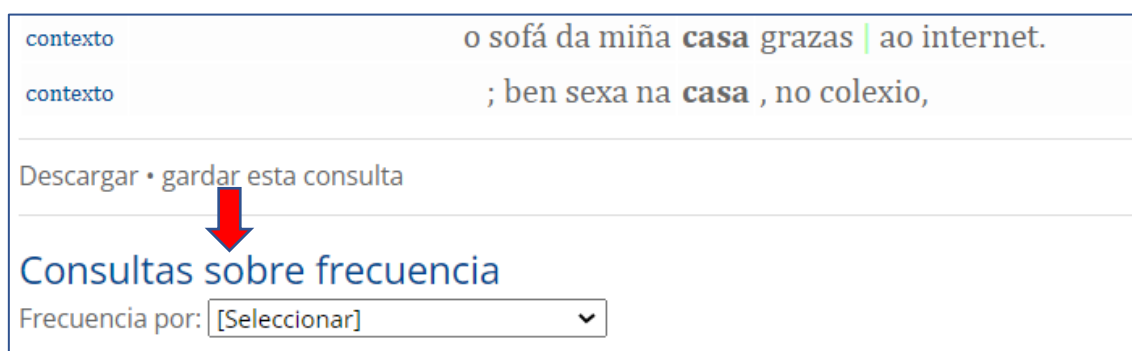 contexto o sofá da miña casa grazas | ao internet.
contexto ; ben sexa na casa , no colexio,
Descargar • gardar esta consulta
Consultas sobre frecuencia
Frecuencia por: [Seleccionar]